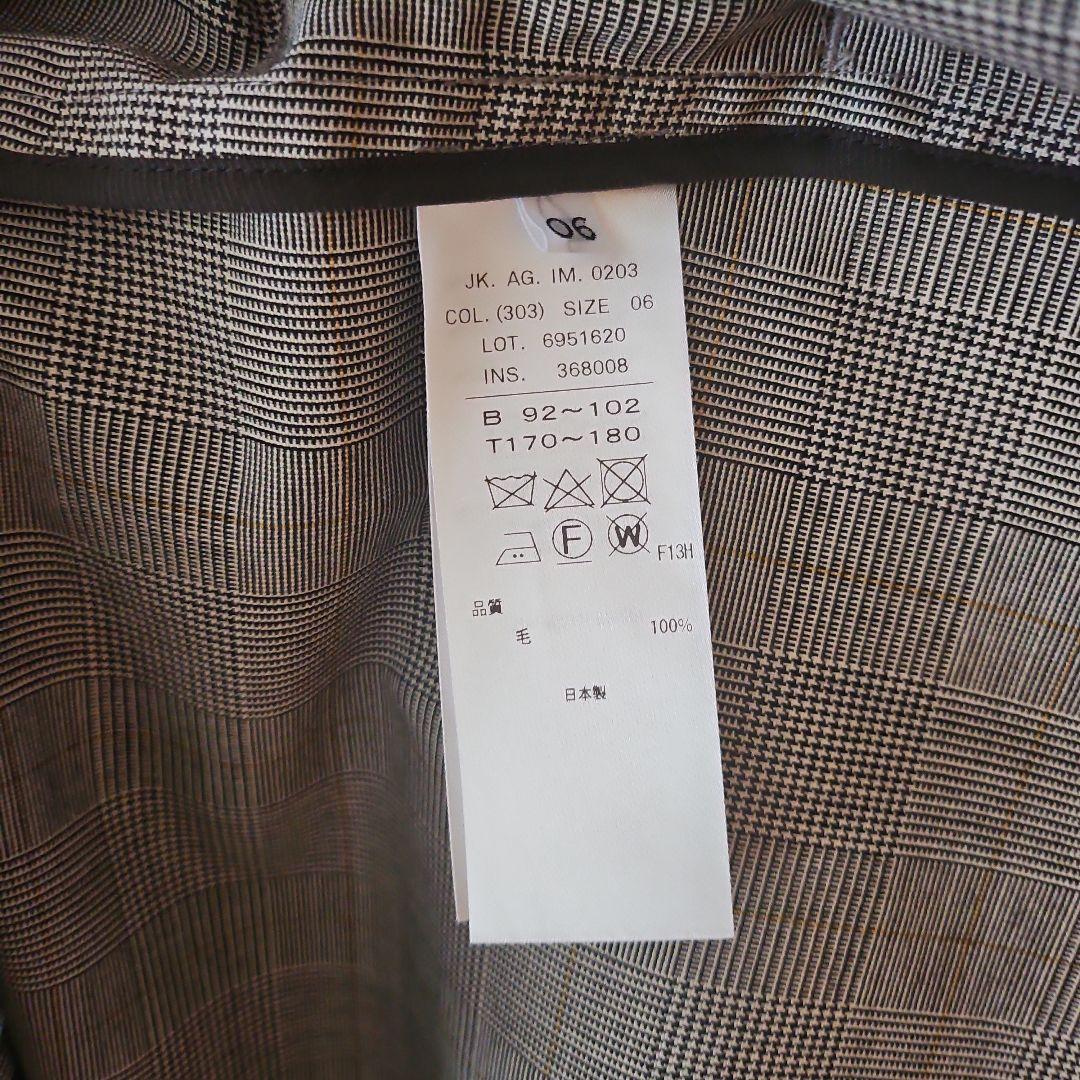 06
JK. AG. IM. 0203
COL. (303) SIZE 06
LOT. 6951620
INS. 368008
B 92～102
T170～180
F W F13H
品質
毛 100%
日本製